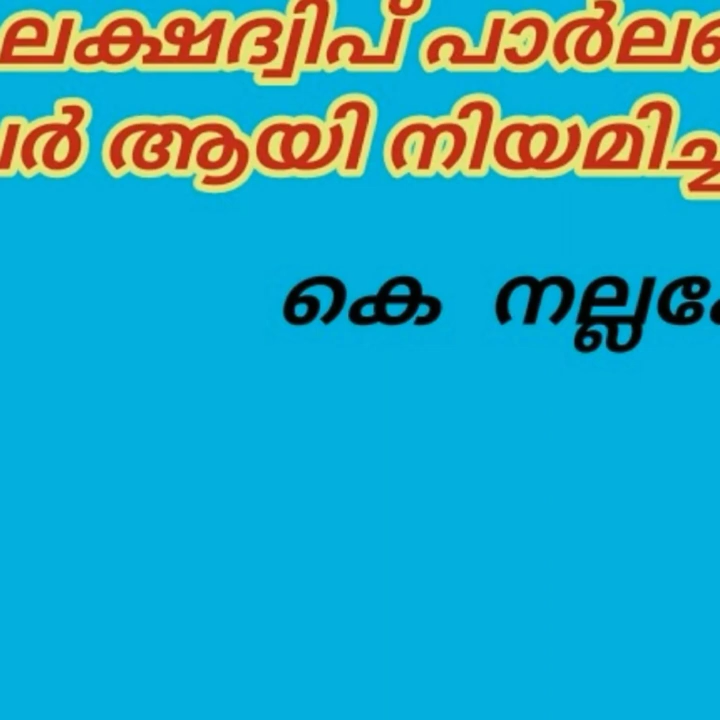 ലക്ഷദ്വീപ് പാർല
ർ ആയി നിയമിച്ച
കെ നല്ല